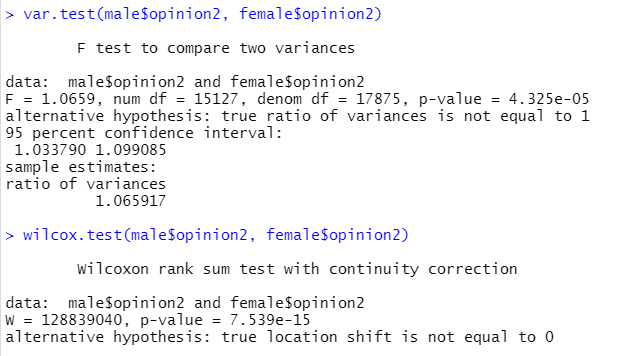 > var.test(male$opinion2, female$opinion2)
F test to compare two variances
data:  male$opinion2 and female$opinion2
F = 1.0659, num df = 15127, denom df = 17875, p-value = 4.325e-05
alternative hypothesis: true ratio of variances is not equal to 1
95 percent confidence interval:
1.033790 1.099085
sample estimates:
ratio of variances
1.065917
> wilcox.test(male$opinion2, female$opinion2)
Wilcoxon rank sum test with continuity correction
data:  male$opinion2 and female$opinion2
W = 128839040, p-value = 7.539e-15
alternative hypothesis: true location shift is not equal to 0